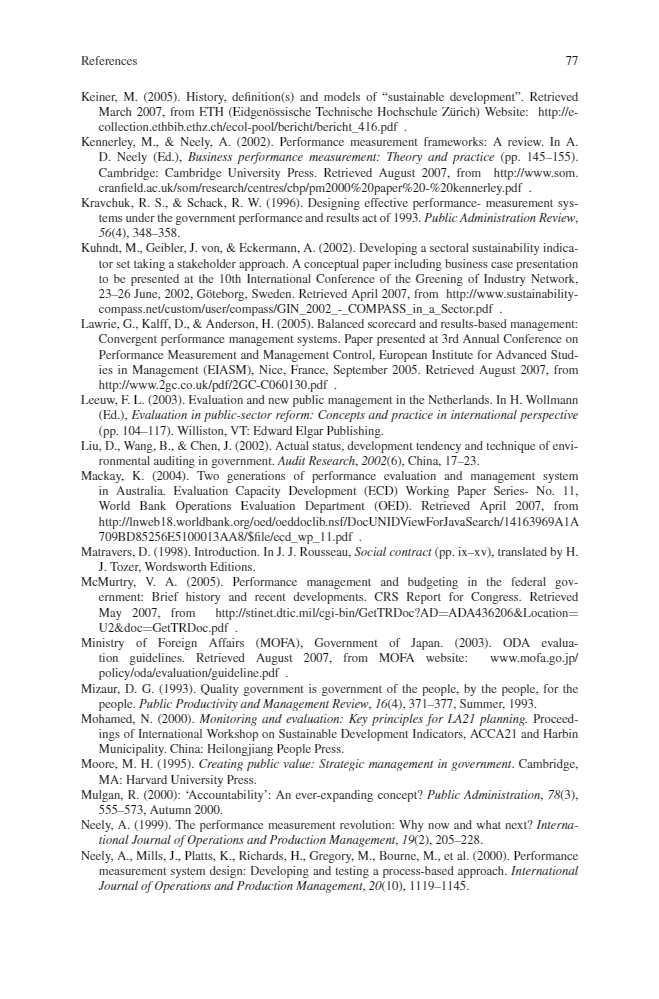 References 77
Keiner, M. (2005). History, definition(s) and models of “sustainable development”. Retrieved
March 2007, from ETH (Eidgenössische Technische Hochschule Zürich) Website: http://e-
collection.ethbib.ethz.ch/ecol-pool/bericht/bericht_416.pdf .
Kennerley, M., & Neely, A. (2002). Performance measurement frameworks: A review. In A.
D. Neely (Ed.), Business performance measurement: Theory and practice (pp. 145–155).
Cambridge: Cambridge University Press. Retrieved August 2007, from http://www.som.
cranfield.ac.uk/som/research/centres/cbp/pm2000%20paper%20-%20kennerley.pdf .
Kravchuk, R. S., & Schack, R. W. (1996). Designing effective performance- measurement sys-
tems under the government performance and results act of 1993. Public Administration Review,
56(4), 348–358.
Kuhndt, M., Geibler, J. von, & Eckermann, A. (2002). Developing a sectoral sustainability indica-
tor set taking a stakeholder approach. A conceptual paper including business case presentation
to be presented at the 10th International Conference of the Greening of Industry Network,
23–26 June, 2002, Göteborg, Sweden. Retrieved April 2007, from http://www.sustainability-
compass.net/custom/user/compass/GIN_2002_-_COMPASS_in_a_Sector.pdf .
Lawrie, G., Kalff, D., & Anderson, H. (2005). Balanced scorecard and results-based management:
Convergent performance management systems. Paper presented at 3rd Annual Conference on
Performance Measurement and Management Control, European Institute for Advanced Stud-
ies in Management (EIASM), Nice, France, September 2005. Retrieved August 2007, from
http://www.2gc.co.uk/pdf/2GC-C060130.pdf .
Leeuw, F. L. (2003). Evaluation and new public management in the Netherlands. In H. Wollmann
(Ed.), Evaluation in public-sector reform: Concepts and practice in international perspective
(pp. 104–117). Williston, VT: Edward Elgar Publishing.
Liu, D., Wang, B., & Chen, J. (2002). Actual status, development tendency and technique of envi-
ronmental auditing in government. Audit Research, 2002(6), China, 17–23.
Mackay, K. (2004). Two generations of performance evaluation and management system
in Australia. Evaluation Capacity Development (ECD) Working Paper Series- No. 11,
World Bank Operations Evaluation Department (OED). Retrieved April 2007, from
http://lnweb18.worldbank.org/oed/oeddoclib.nsf/DocUNIDViewForJavaSearch/14163969A1A
709BD85256E5100013AA8/$file/ecd_wp_11.pdf .
Matravers, D. (1998). Introduction. In J. J. Rousseau, Social contract (pp. ix–xv), translated by H.
J. Tozer, Wordsworth Editions.
McMurtry, V. A. (2005). Performance management and budgeting in the federal gov-
ernment: Brief history and recent developments. CRS Report for Congress. Retrieved
May 2007, from http://stinet.dtic.mil/cgi-bin/GetTRDoc?AD=ADA436206&Location=
U2&doc=GetTRDoc.pdf .
Ministry of Foreign Affairs (MOFA), Government of Japan. (2003). ODA evalua-
tion guidelines. Retrieved August 2007, from MOFA website: www.mofa.go.jp/
policy/oda/evaluation/guideline.pdf .
Mizaur, D. G. (1993). Quality government is government of the people, by the people, for the
people. Public Productivity and Management Review, 16(4), 371–377, Summer, 1993.
Mohamed, N. (2000). Monitoring and evaluation: Key principles for LA21 planning. Proceed-
ings of International Workshop on Sustainable Development Indicators, ACCA21 and Harbin
Municipality. China: Heilongjiang People Press.
Moore, M. H. (1995). Creating public value: Strategic management in government. Cambridge,
MA: Harvard University Press.
Mulgan, R. (2000): ‘Accountability’: An ever-expanding concept? Public Administration, 78(3),
555–573, Autumn 2000.
Neely, A. (1999). The performance measurement revolution: Why now and what next? Interna-
tional Journal of Operations and Production Management, 19(2), 205–228.
Neely, A., Mills, J., Platts, K., Richards, H., Gregory, M., Bourne, M., et al. (2000). Performance
measurement system design: Developing and testing a process-based approach. International
Journal of Operations and Production Management, 20(10), 1119–1145.